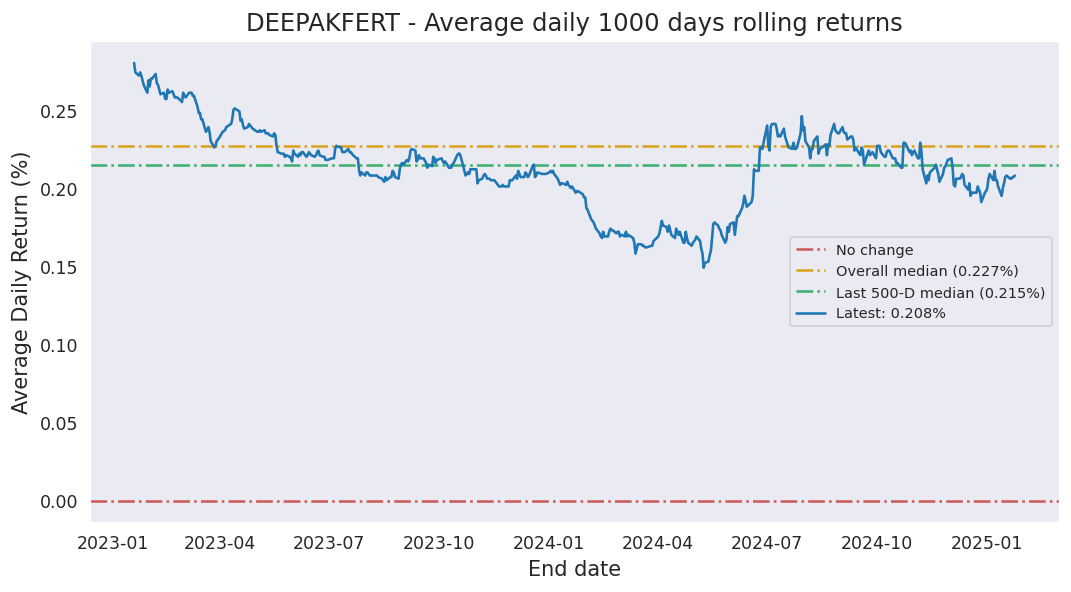 DEEPAKFERT - Average daily 1000 days rolling returns
Average Daily Return (%)
0.25
0.20
0.15
0.10
0.05
0.00
No change
Overall median (0.227%)
Last 500-D median (0.215%)
Latest: 0.208%
2023-01 2023-04 2023-07 2023-10 2024-01 2024-04 2024-07 2024-10 2025-01
End date